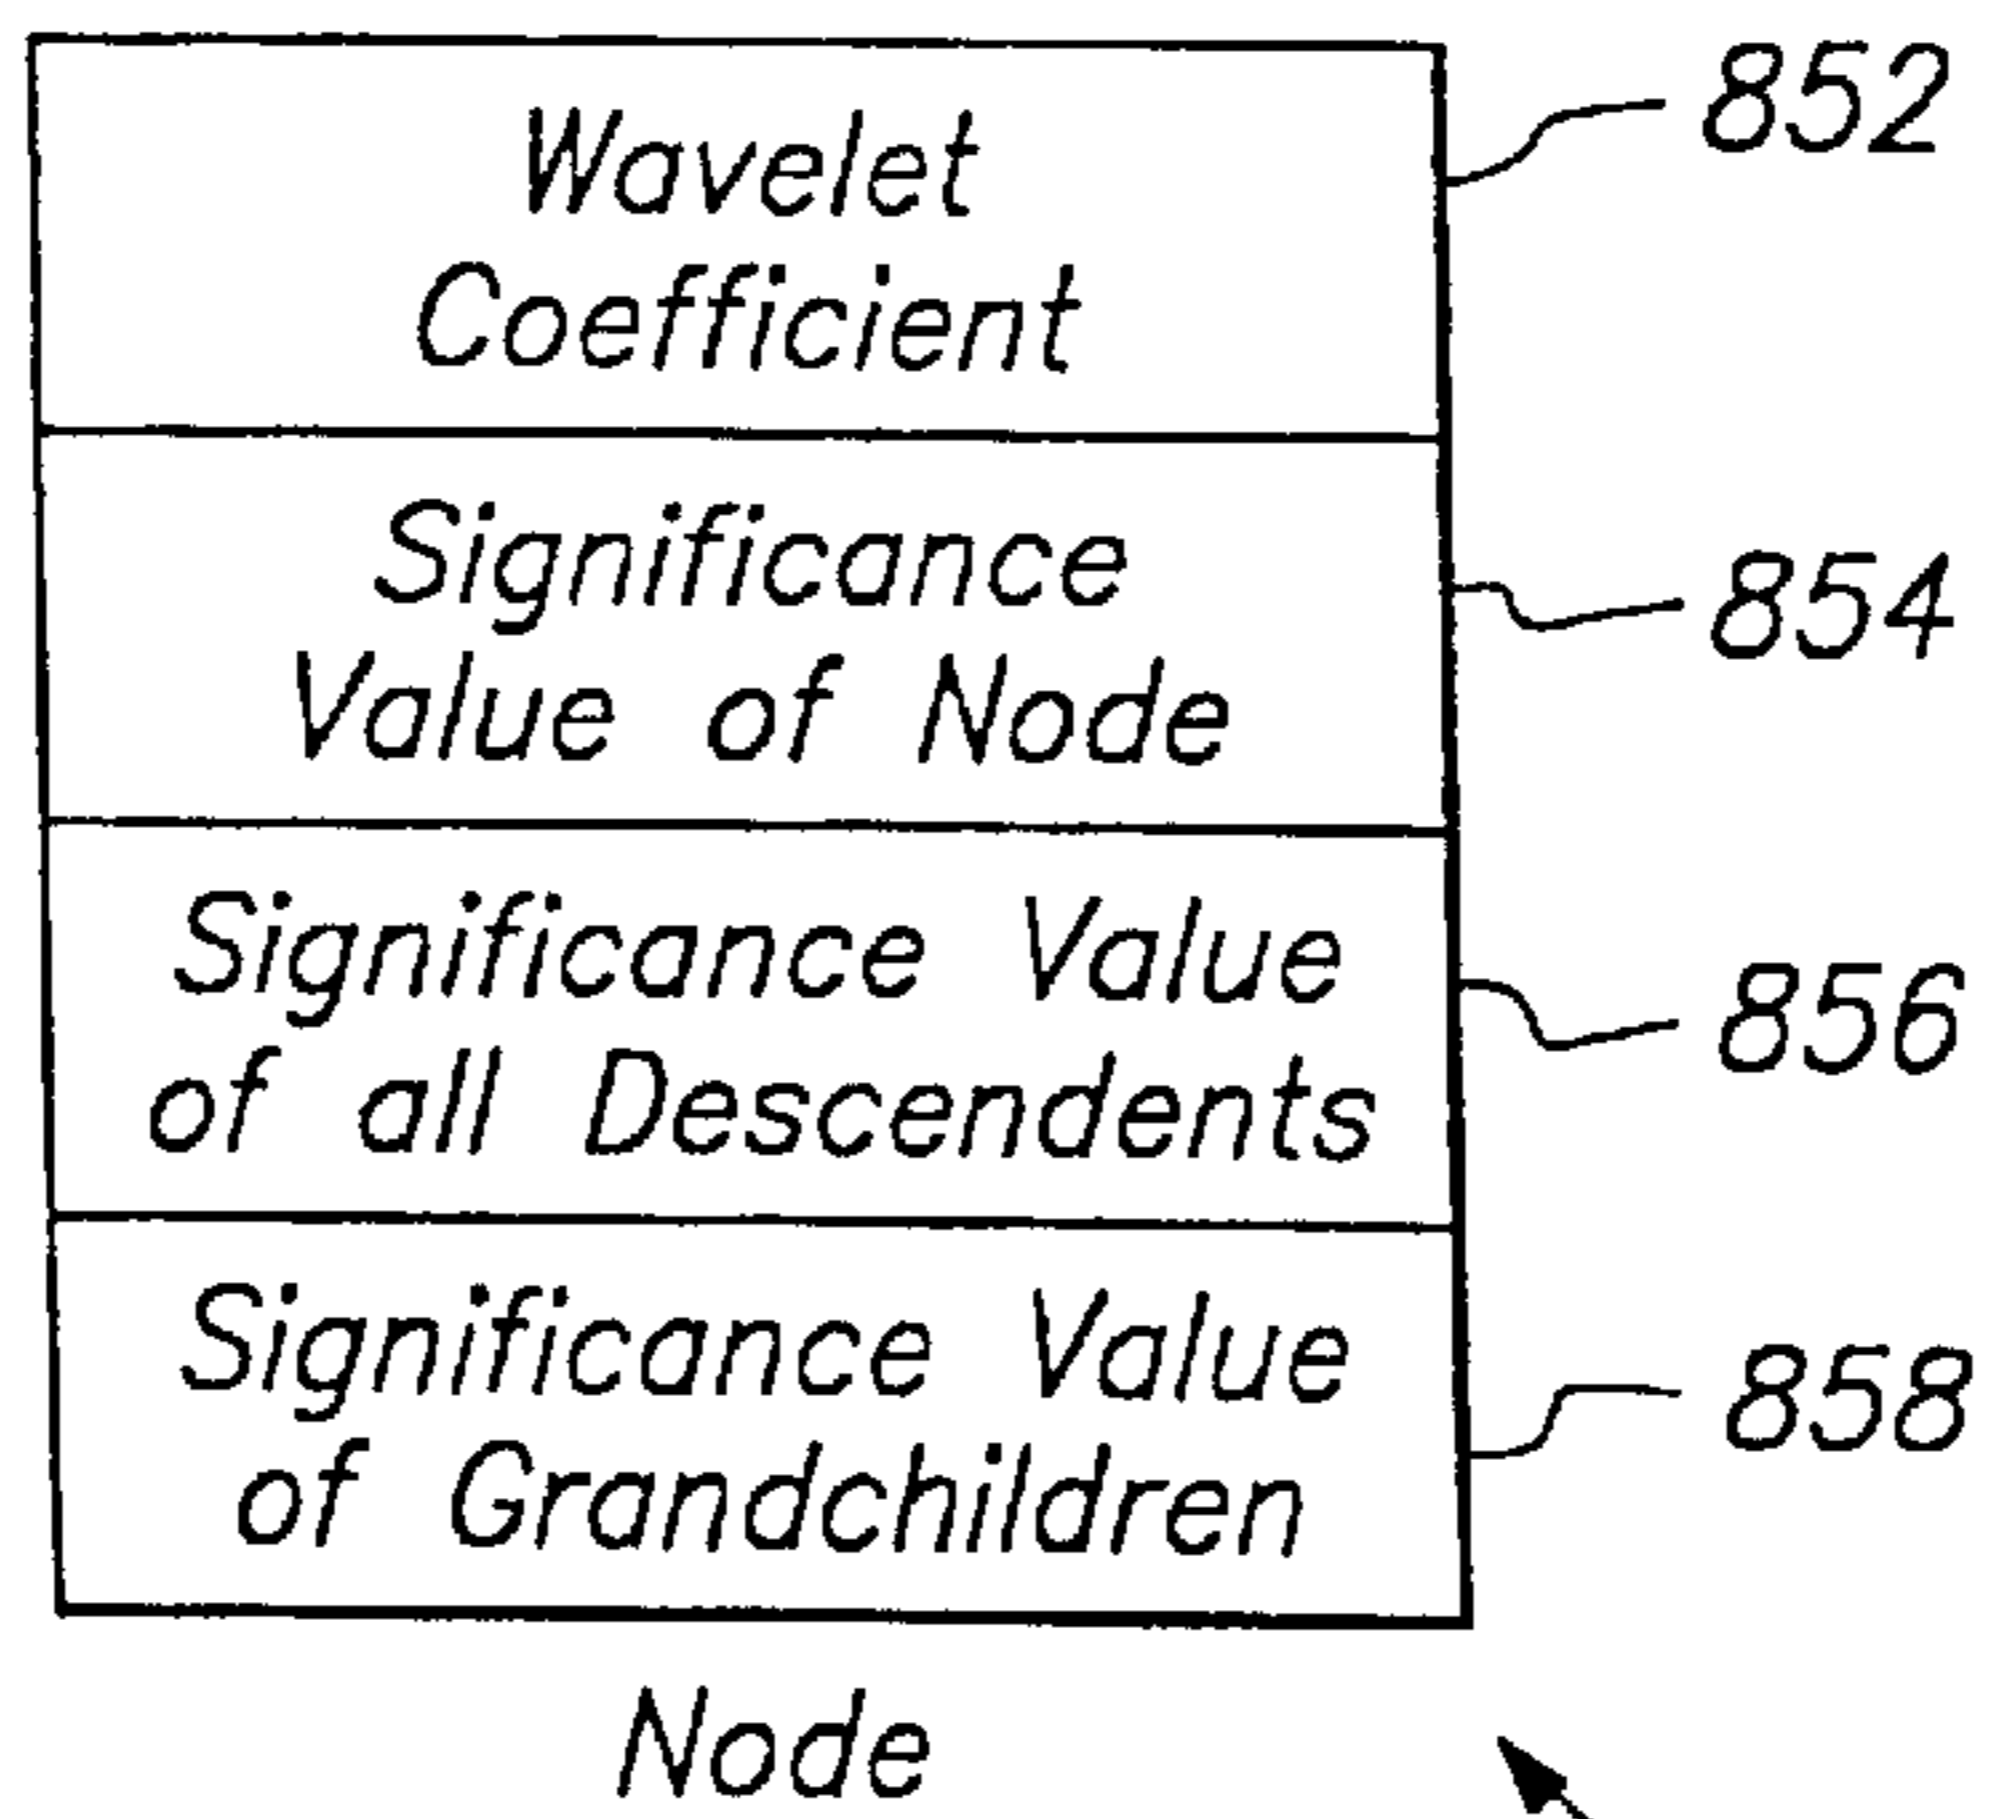 Wavelet
Coefficient
852
Significance
Value of Node
854
Significance Value
of all Descendents
856
Significance Value
of Grandchildren
858
Node